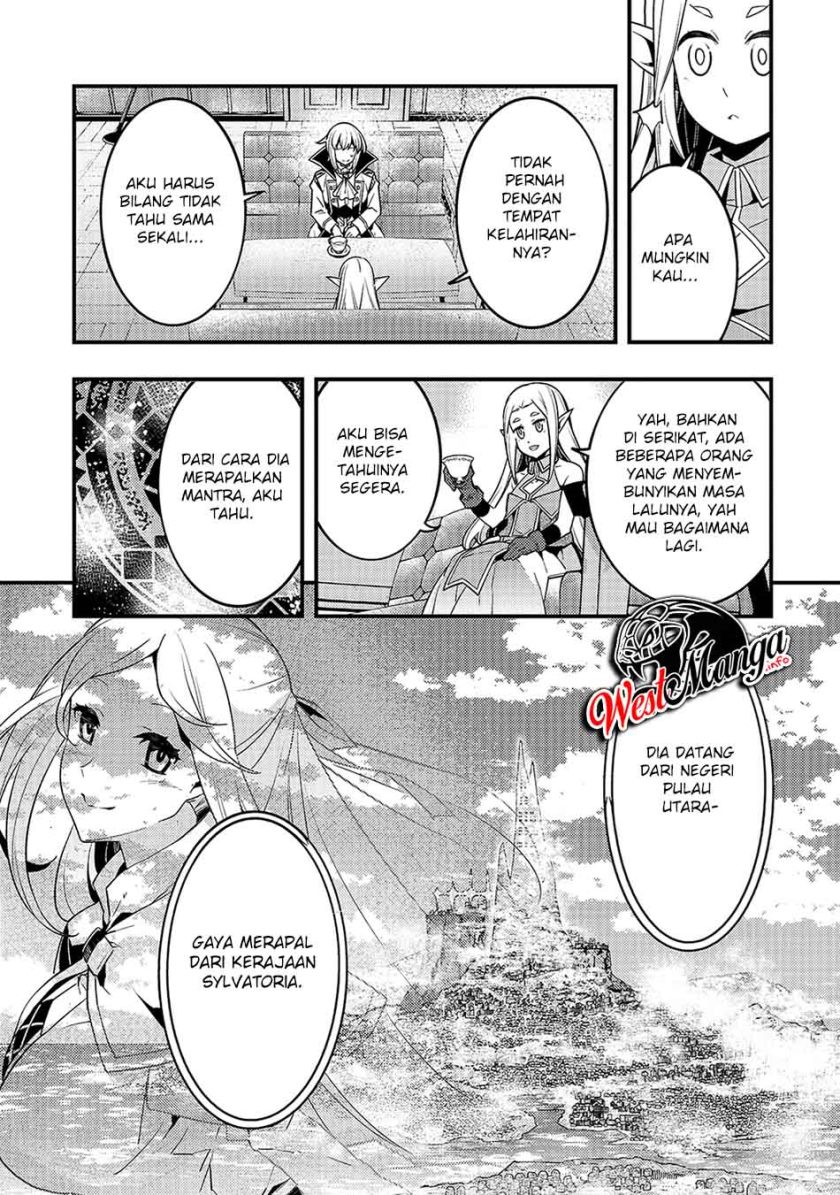 APA
MUNGKIN
KAU...
TIDAK
PERNAH
DENGAN
TEMPAT
KELAHIRAN-
NYA?
AKU HARUS
BILANG TIDAK
TAHU SAMA
SEKALI...
YAH, BAHKAN
DI SERIKAT, ADA
BEBERAPA ORANG
YANG MENYEM-
BUNYIKAN MASA
LALUNYA, YAH
MAU BAGAIMANA
LAGI.
AKU BISA
MENGE-
TAHUINYA
SEGERA.
DARI CARA DIA
MERAPALKAN
MANTRA, AKU
TAHU.
WestManga
.info
DIA DATANG
DARI NEGERI
PULAU
UTARA-
GAYA MERAPAL
DARI KERAJAAN
SYLVATORIA.